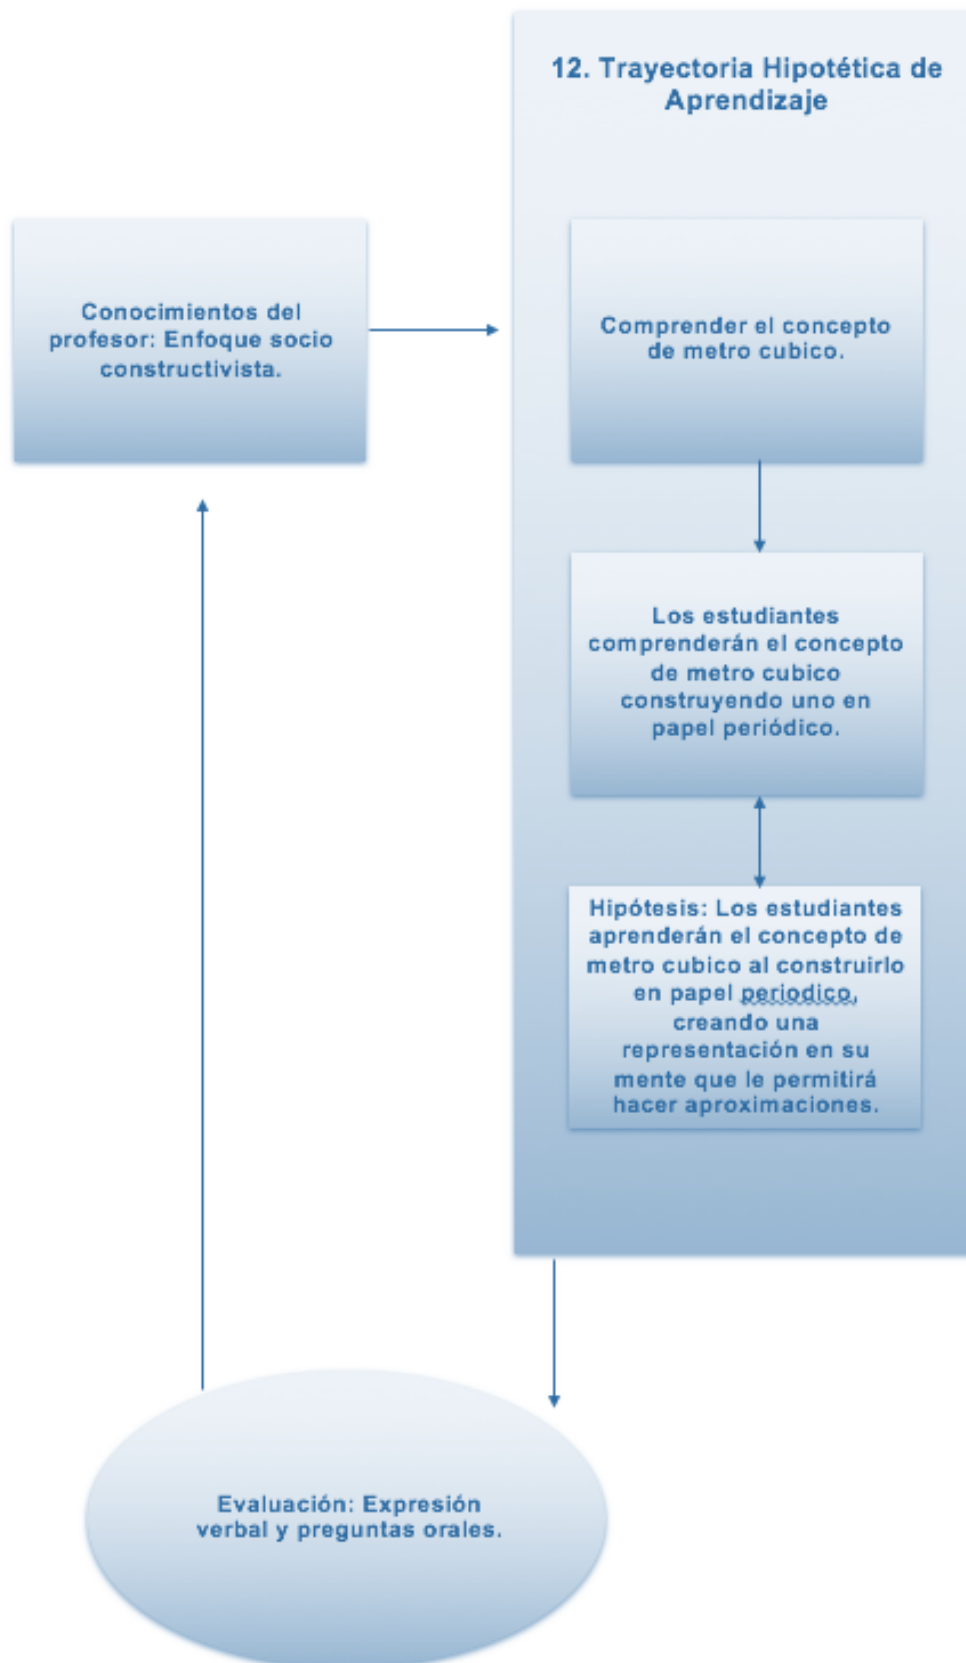 12. Trayectoria Hipotética de
Aprendizaje
Conocimientos del
profesor: Enfoque socio
constructivista.
Comprender el concepto
de metro cubico.
Los estudiantes
comprenderán el concepto
de metro cubico
construyendo uno en
papel periódico.
Hipótesis: Los estudiantes
aprenderán el concepto de
metro cubico al construirlo
en papel periodico,
creando una
representación en su
mente que le permitirá
hacer aproximaciones.
Evaluación: Expresión
verbal y preguntas orales.